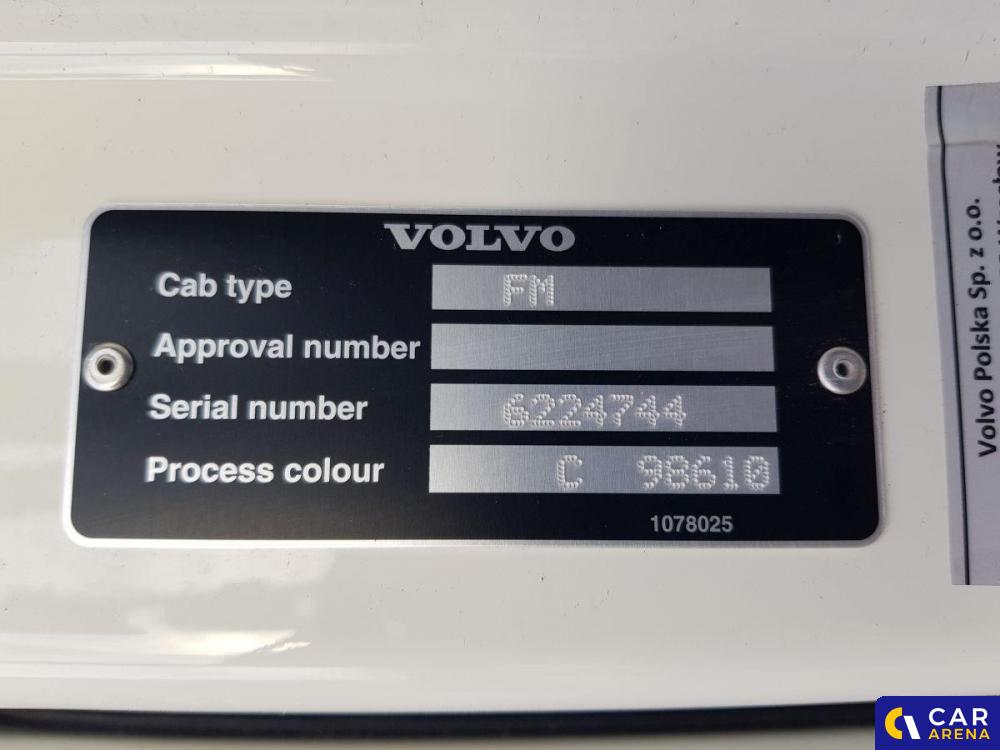 VOLVO
Cab type FM
Approval number
Serial number 6224744
Process colour C 98610
1078025
Volvo Polska Sp. z o.o.
CAR
ARENA